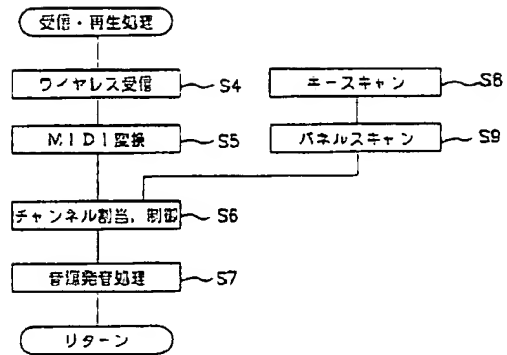 受信・再生処理
ワイヤレス受信 S4
MIDI変換 S5
チャンネル割当,制御 S6
音源発音処理 S7
リターン
キースキャン S8
パネルスキャン S9